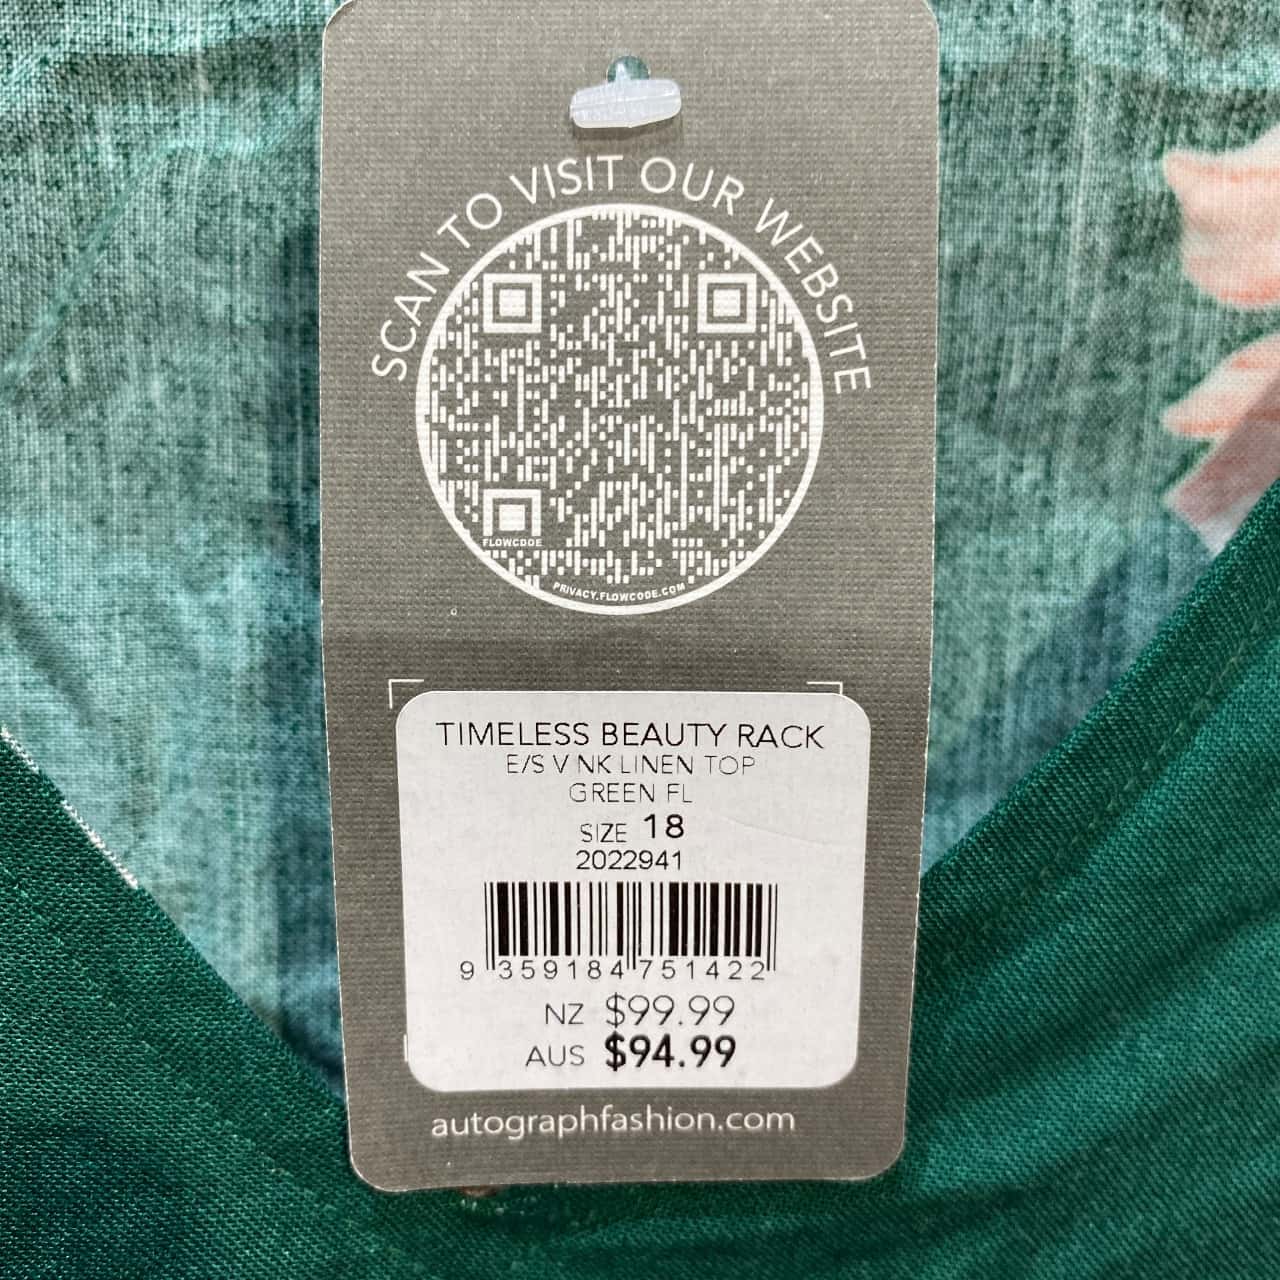 SCAN TO VISIT OUR WEBSITE
FLOWCODE
PRIVACY.FLOWCODE.COM
TIMELESS BEAUTY RACK
E/S V NK LINEN TOP
GREEN FL
SIZE 18
2022941
9 359184 751422
NZ $99.99
AUS $94.99
autographfashion.com